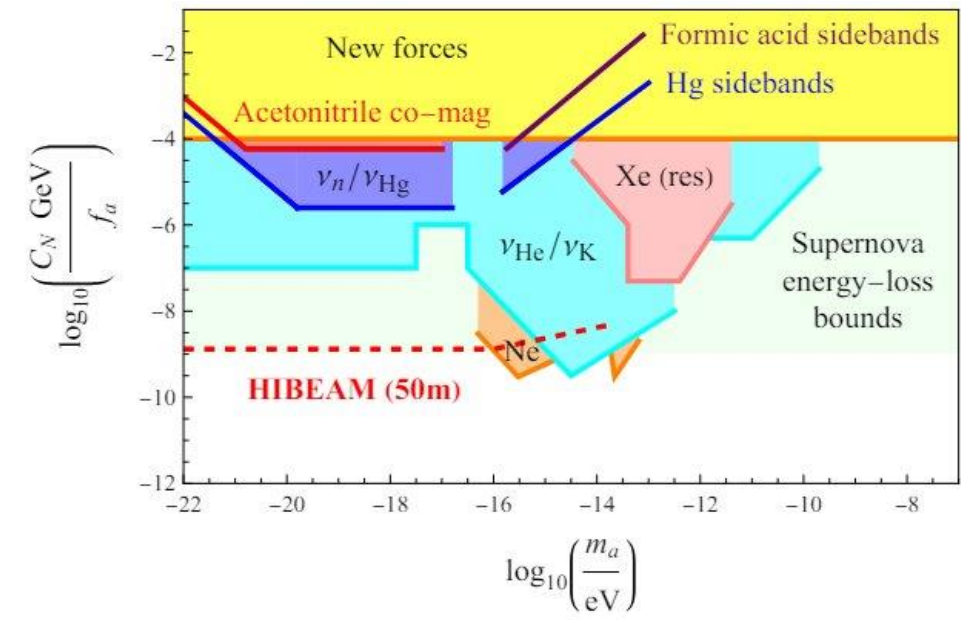 New forces
Formic acid sidebands
Hg sidebands
Acetonitrile co−mag
ν_n/ν_Hg
Xe (res)
ν_He/ν_K
Supernova
energy−loss
bounds
Ne
HIBEAM (50m)
−2
−4
−6
−8
−10
−12
−22
−20
−18
−16
−14
−12
−10
−8
log₁₀(C_N GeV / f_a)
log₁₀(m_a / eV)